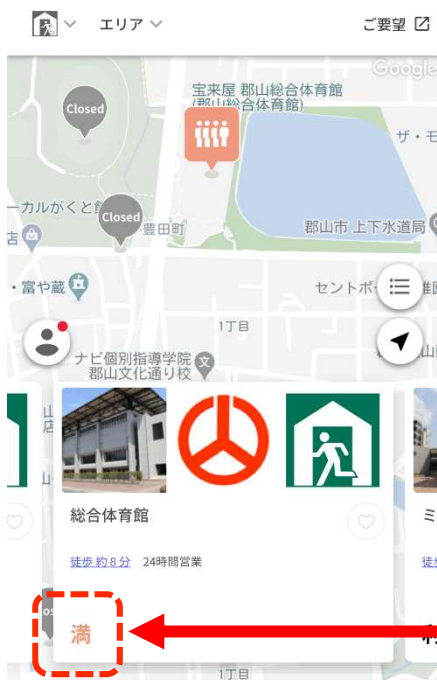 エリア
ご要望
Google
宝来屋 郡山総合体育館
(郡山総合体育館)
Closed
ザ・モ
ーカルがくと館
Closed
豊田町
郡山市 上下水道局
店
・富や蔵
セントポー
1丁目
ナビ個別指導学院
郡山文化通り校
総合体育館
徒歩 約8分 24時間営業
満
1丁目